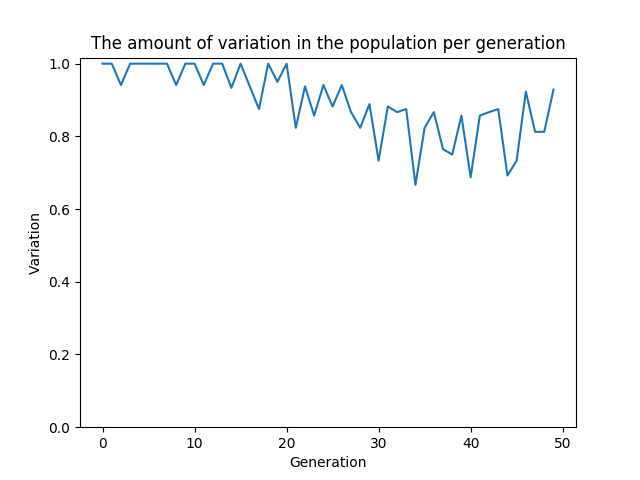 The amount of variation in the population per generation
1.0
0.8
0.6
0.4
0.2
0.0
Variation
0 10 20 30 40 50
Generation